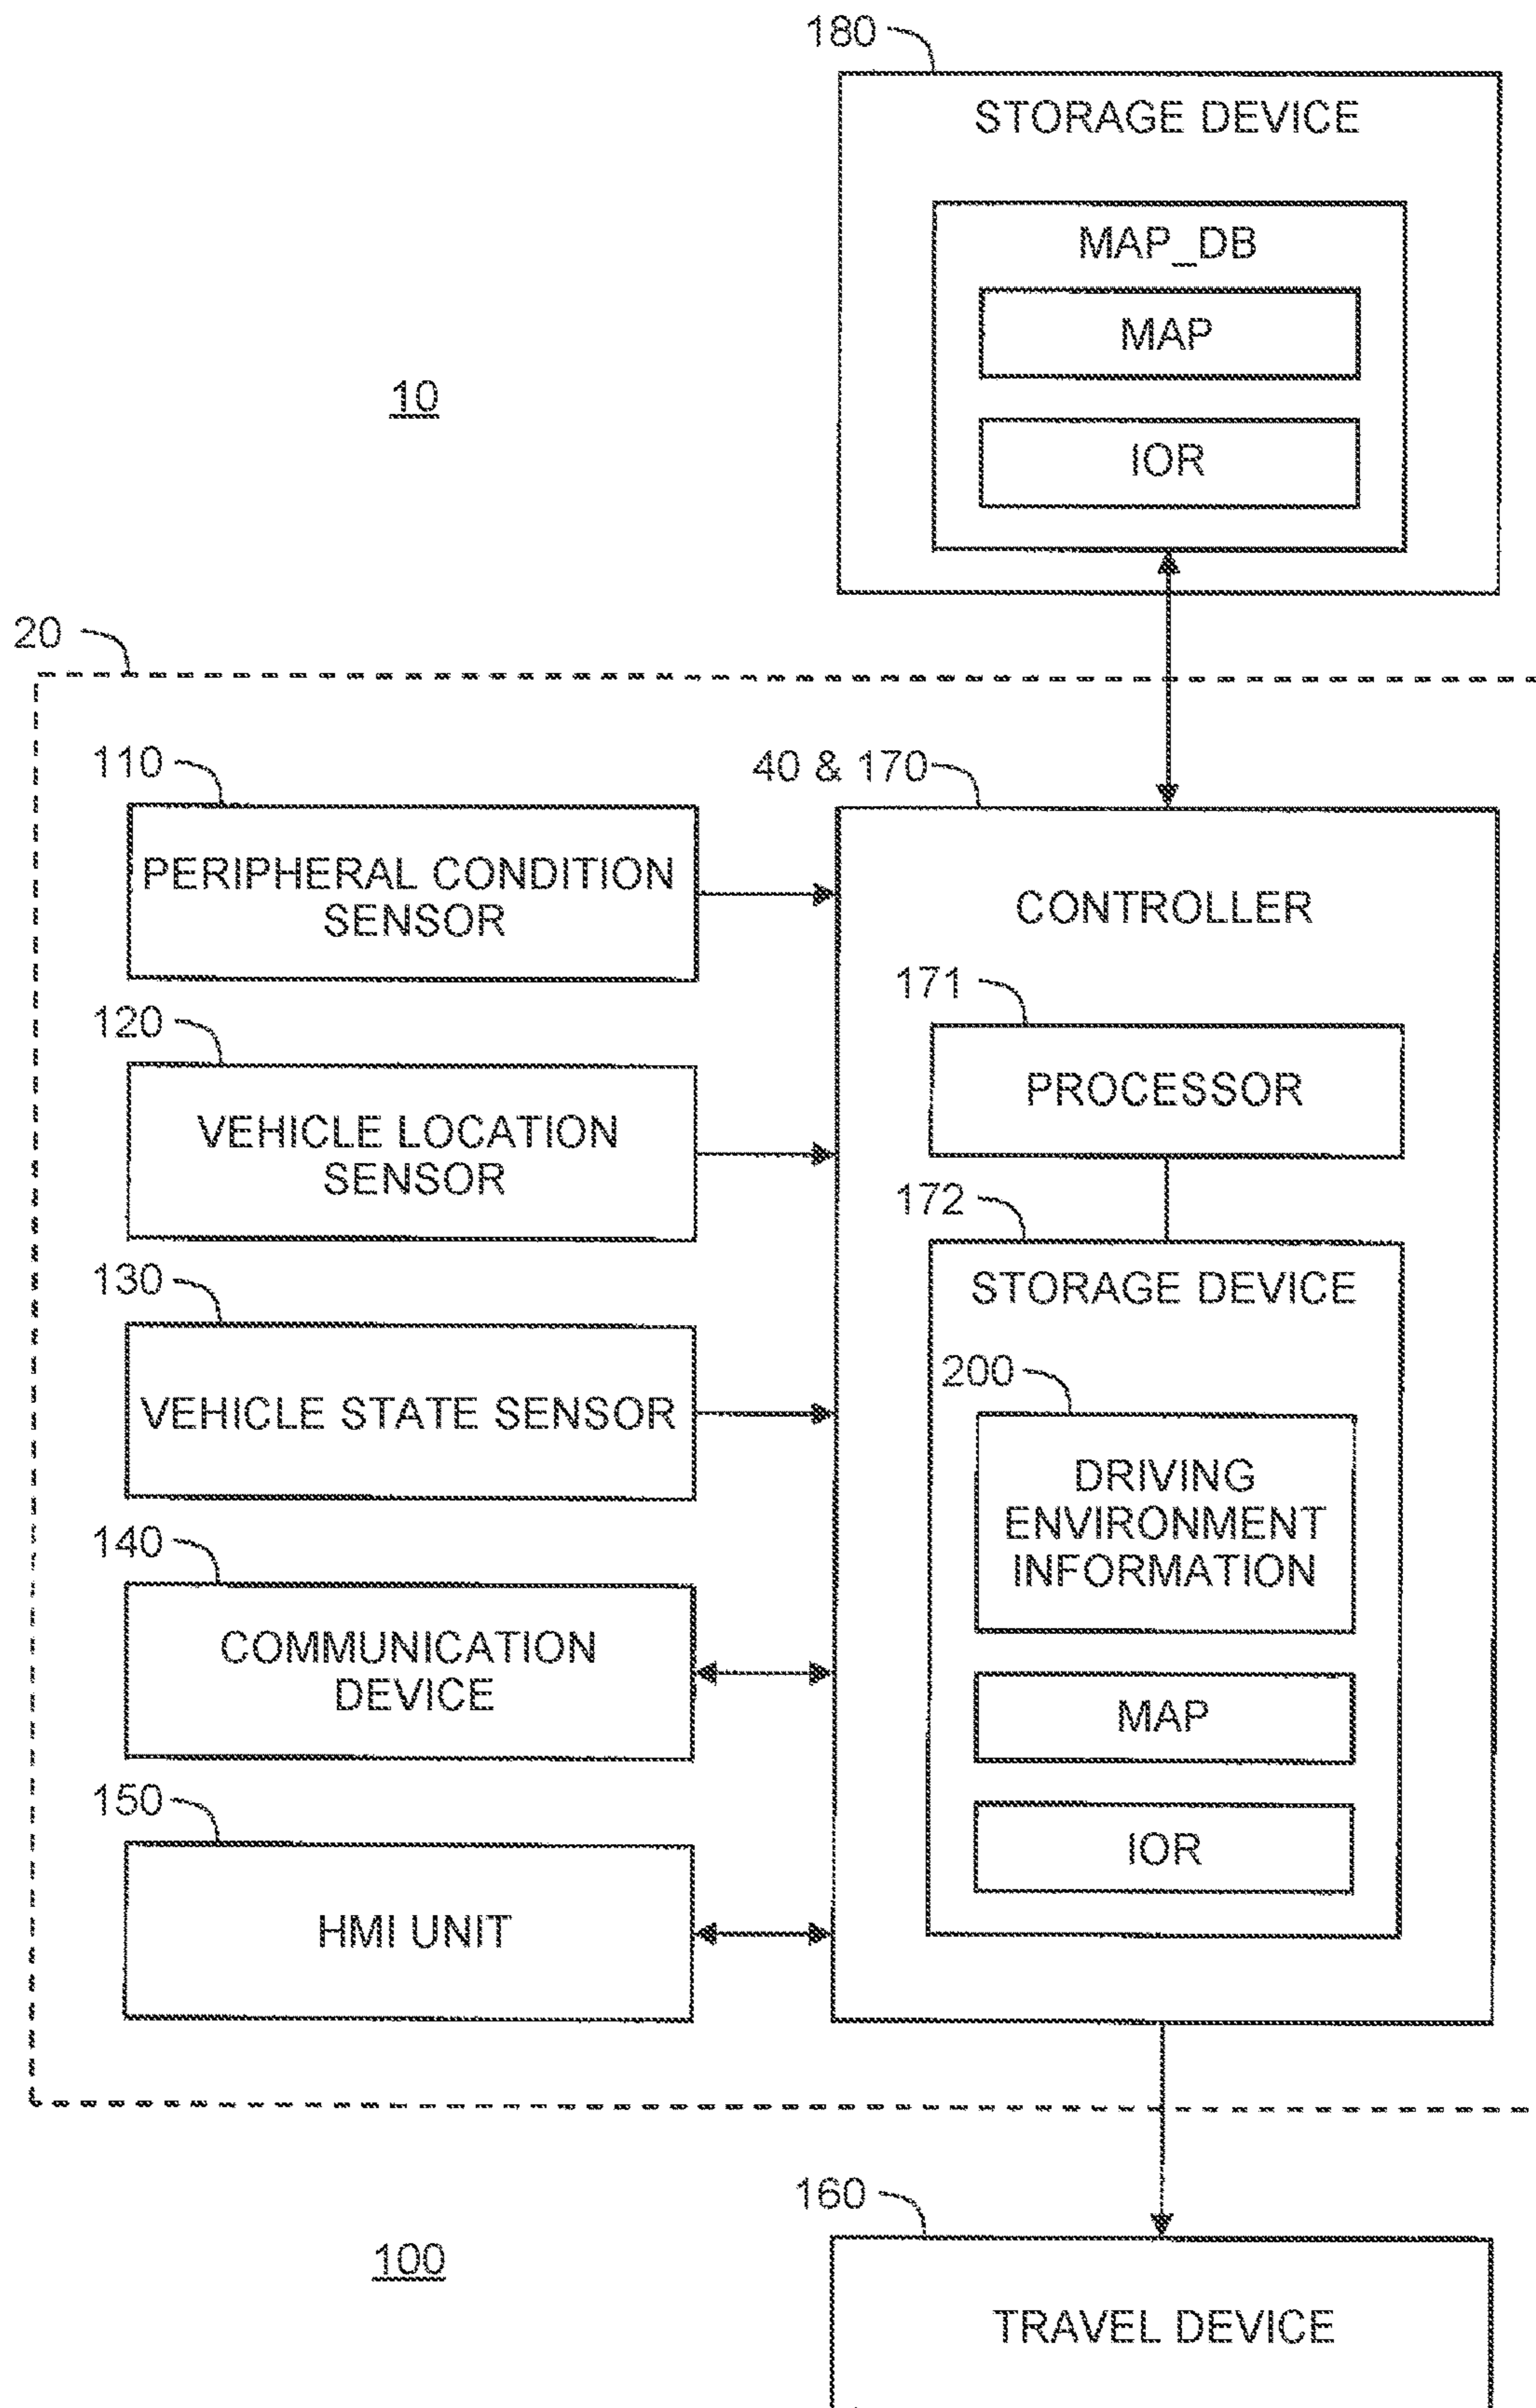 180
STORAGE DEVICE
MAP_DB
MAP
10
IOR
20
110
40 & 170
PERIPHERAL CONDITION
SENSOR
CONTROLLER
171
120
PROCESSOR
VEHICLE LOCATION
SENSOR
172
130
STORAGE DEVICE
200
VEHICLE STATE SENSOR
DRIVING
ENVIRONMENT
INFORMATION
140
COMMUNICATION
DEVICE
MAP
150
IOR
HMI UNIT
160
100
TRAVEL DEVICE